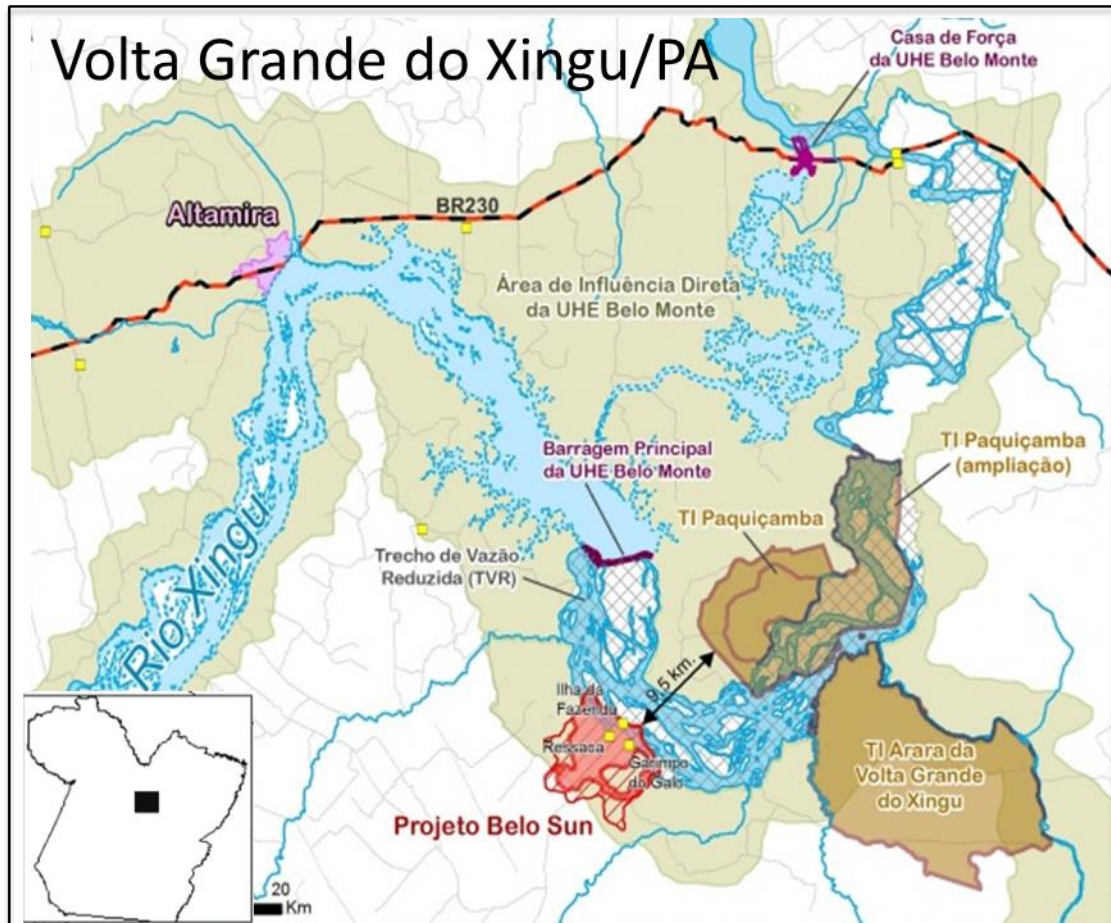 Volta Grande do Xingu/PA
Casa de Força
da UHE Belo Monte
Altamira
BR230
Área de Influência Direta
da UHE Belo Monte
Barragem Principal
da UHE Belo Monte
TI Paquiçamba
(ampliação)
TI Paquiçamba
Trecho de Vazão
Reduzida (TVR)
Rio Xingu
9,5 km.
Ilha da
Fazenda
Ressaca
Garimpo
do Galo
TI Arara da
Volta Grande
do Xingu
Projeto Belo Sun
20
Km